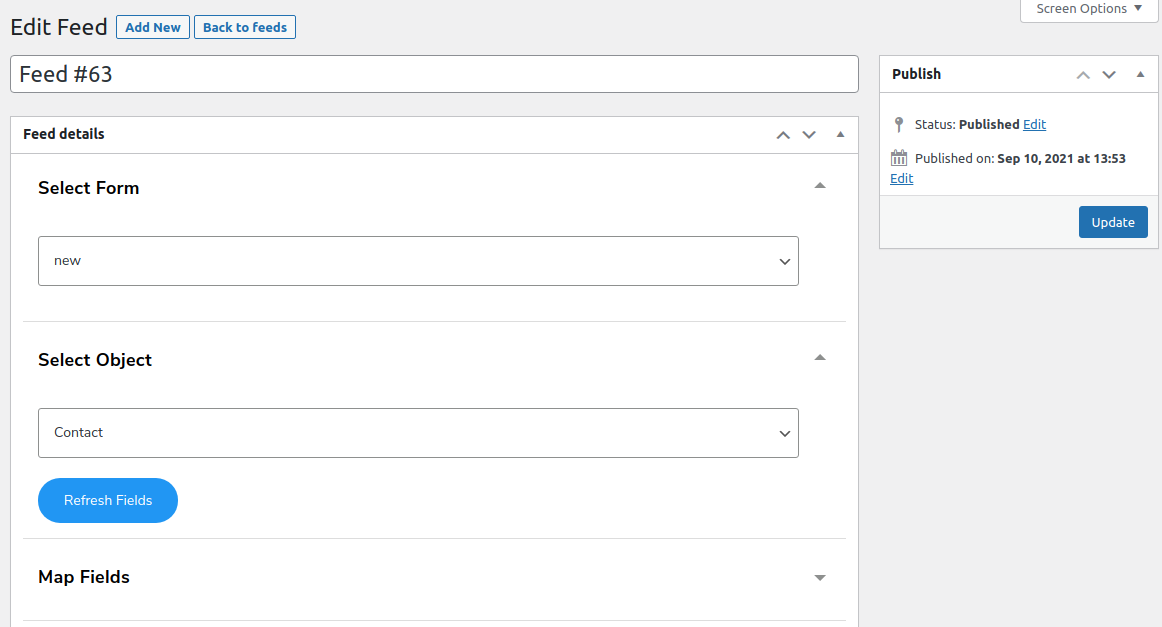 Screen Options
Edit Feed Add New Back to feeds
Feed #63
Feed details
Select Form
new
Select Object
Contact
Refresh Fields
Map Fields
Publish
Status: Published Edit
Published on: Sep 10, 2021 at 13:53
Edit
Update